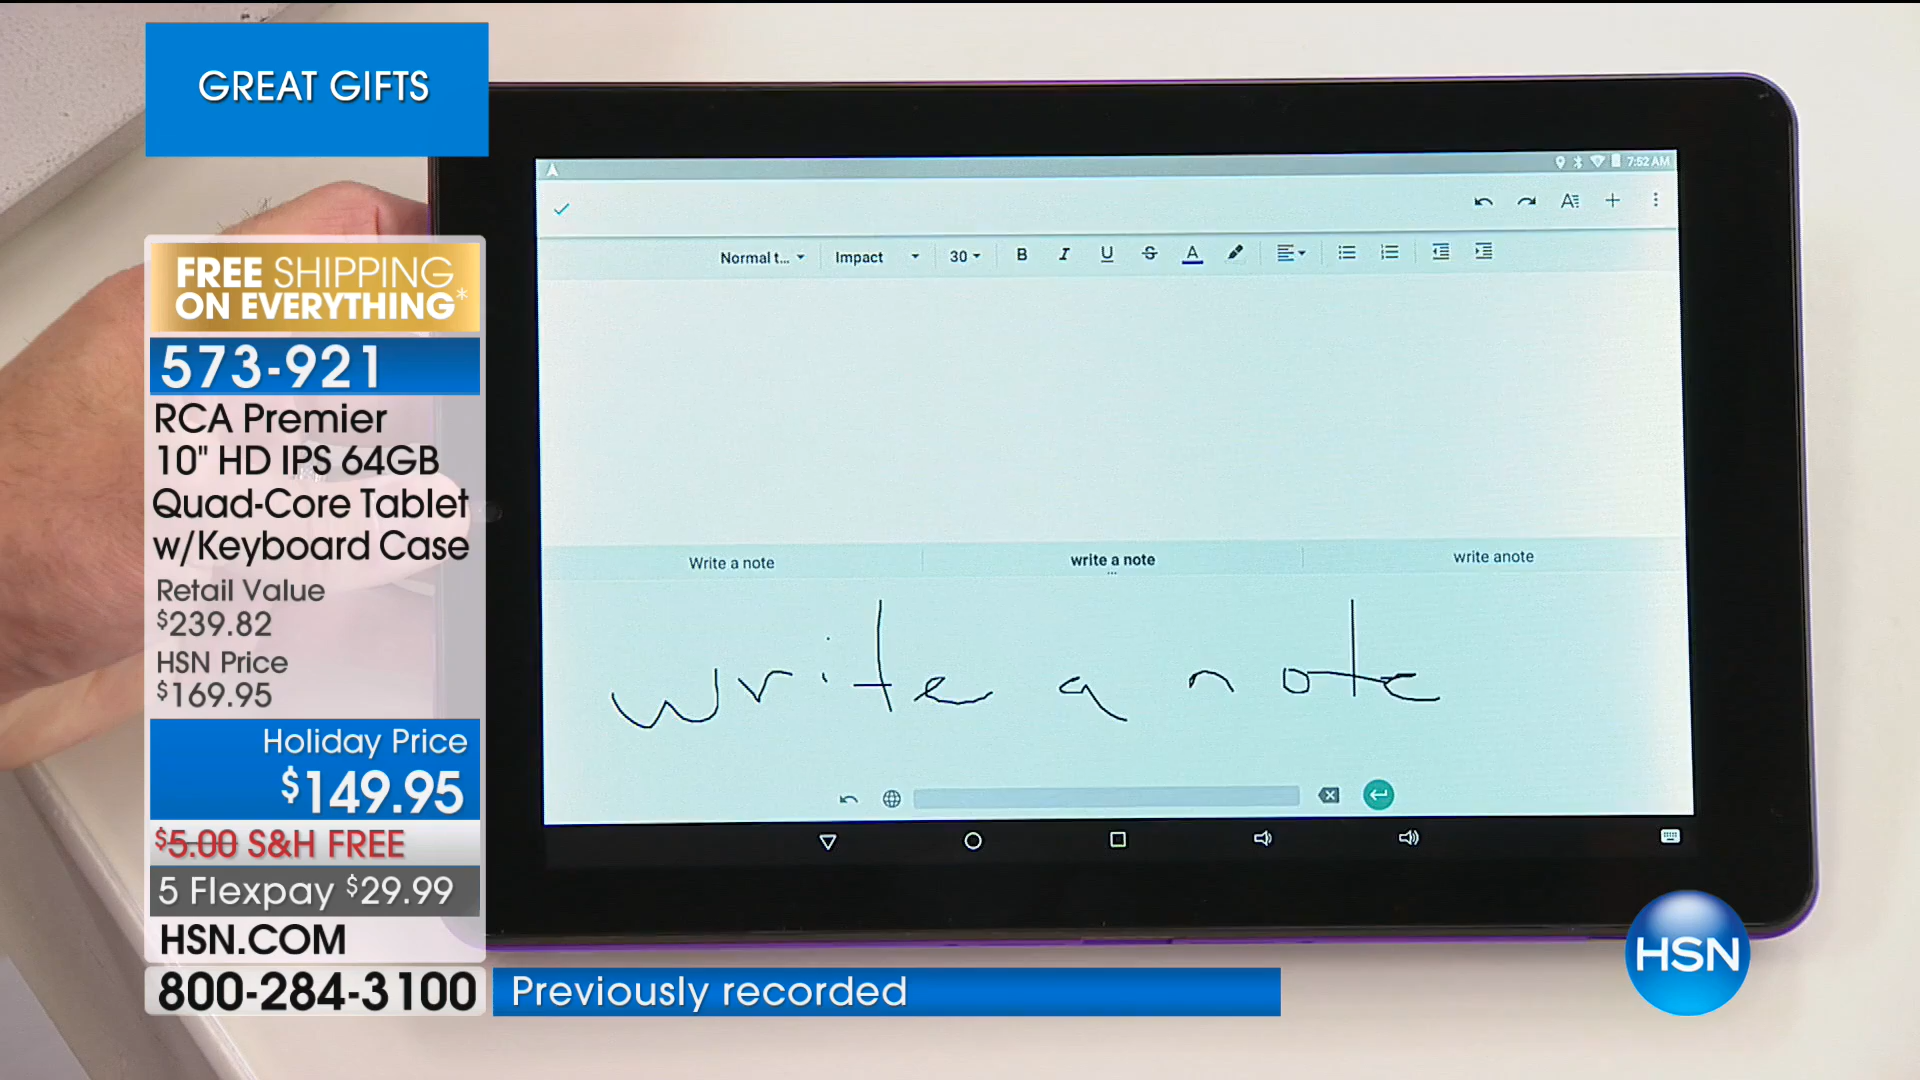 GREAT GIFTS
FREE SHIPPING
ON EVERYTHING*
573-921
RCA Premier
10" HD IPS 64GB
Quad-Core Tablet
w/Keyboard Case
Retail Value
$239.82
HSN Price
$169.95
Holiday Price
$149.95
$5.00 S&H FREE
5 Flexpay $29.99
HSN.COM
800-284-3100
Previously recorded
7:52 AM
Normal t... Impact 30 B I U S A
Write a note write a note write anote
write a note
HSN